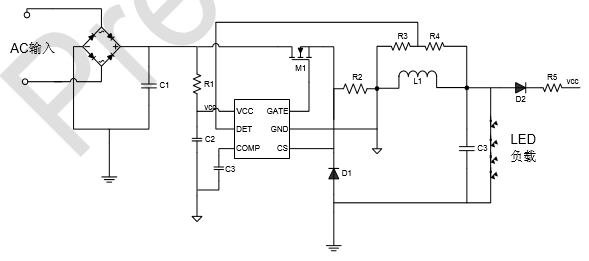 Pre
AC输入
C1
R1
vcc
C2
C3
VCC
DET
COMP
GATE
GND
CS
M1
R2
D1
R3
R4
L1
C3
D2
R5
vcc
LED
负载